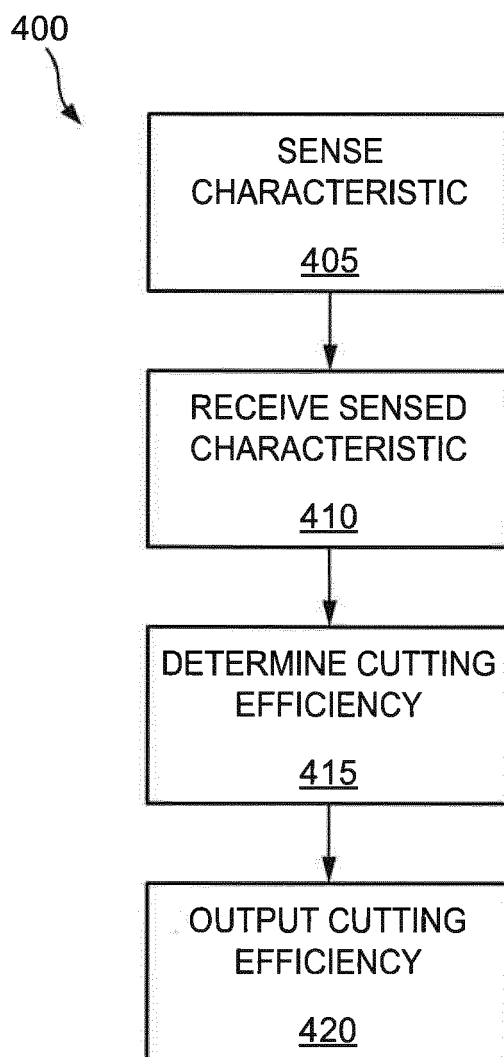 400
SENSE
CHARACTERISTIC
405
RECEIVE SENSED
CHARACTERISTIC
410
DETERMINE CUTTING
EFFICIENCY
415
OUTPUT CUTTING
EFFICIENCY
420